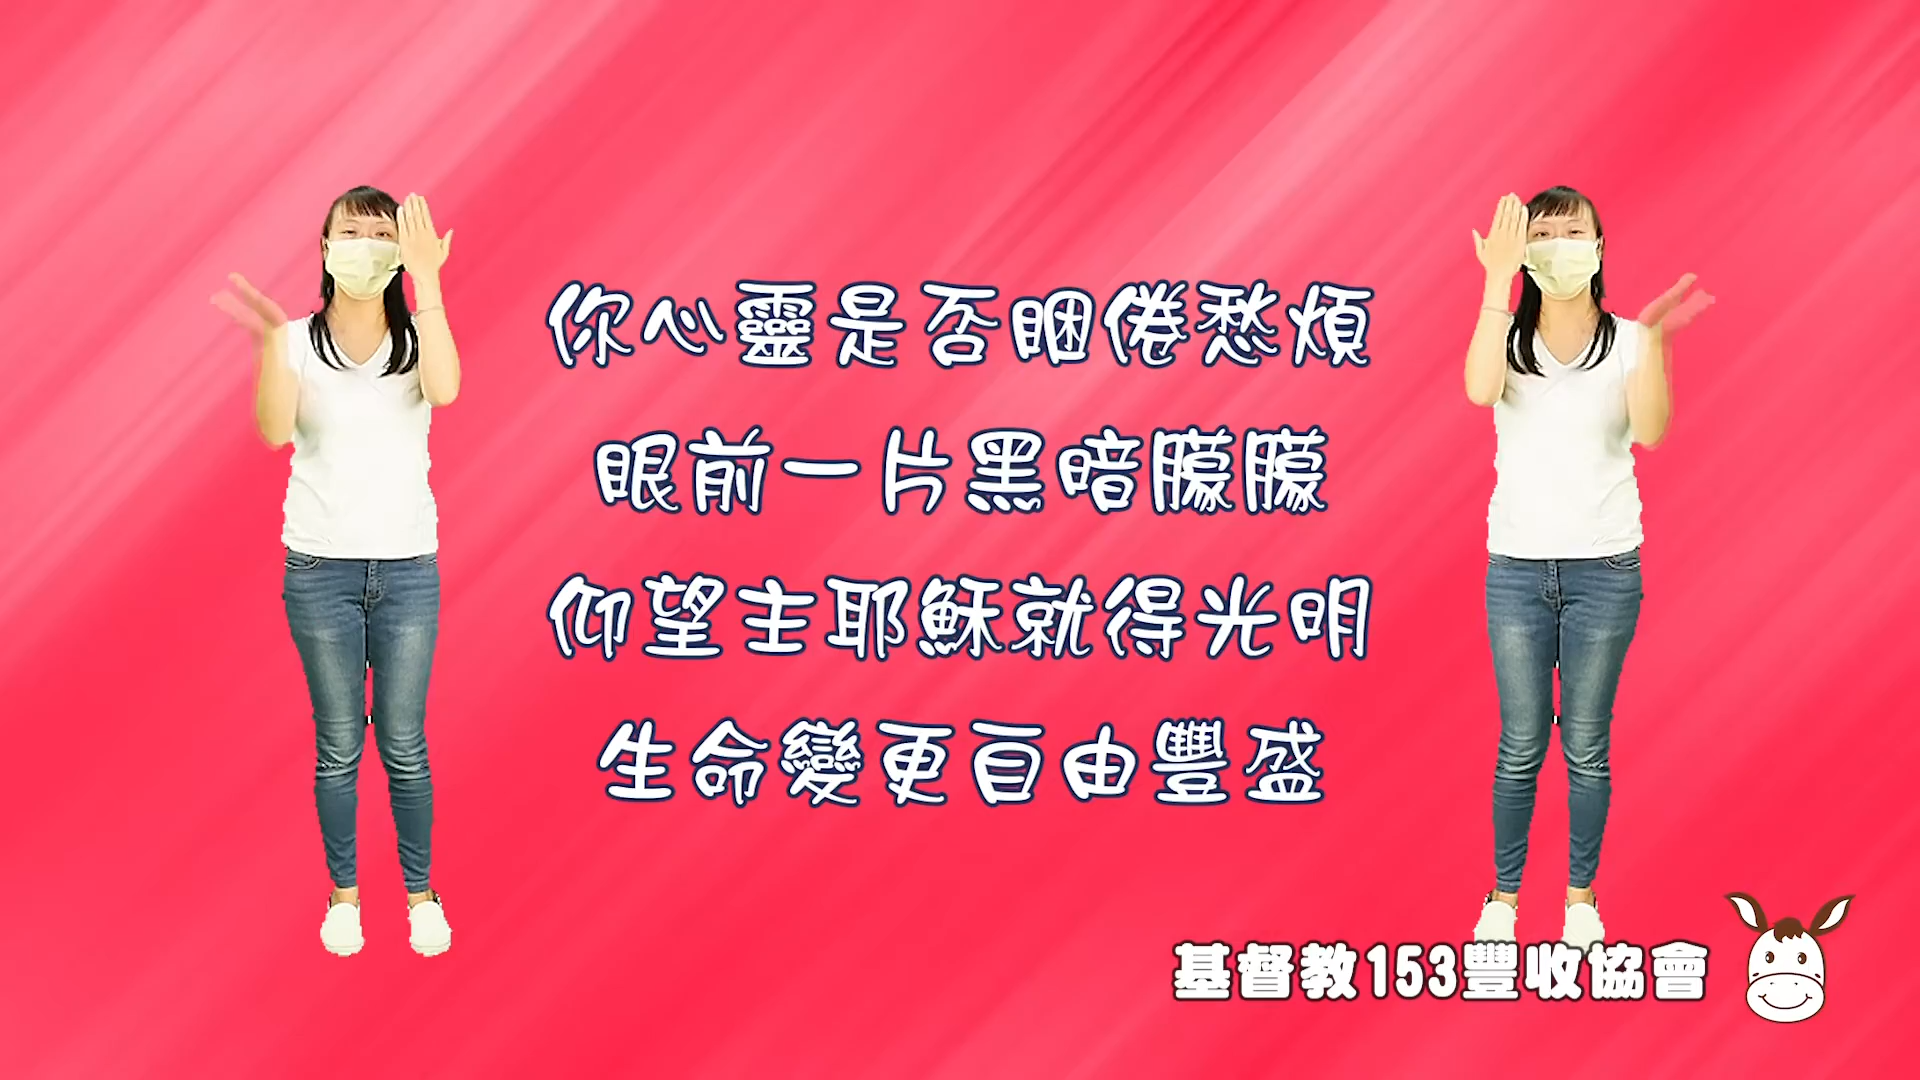 你心靈是否睏倦愁煩
眼前一片黑暗朦朦
仰望主耶穌就得光明
生命變更自由豐盛
基督教153豐收協會